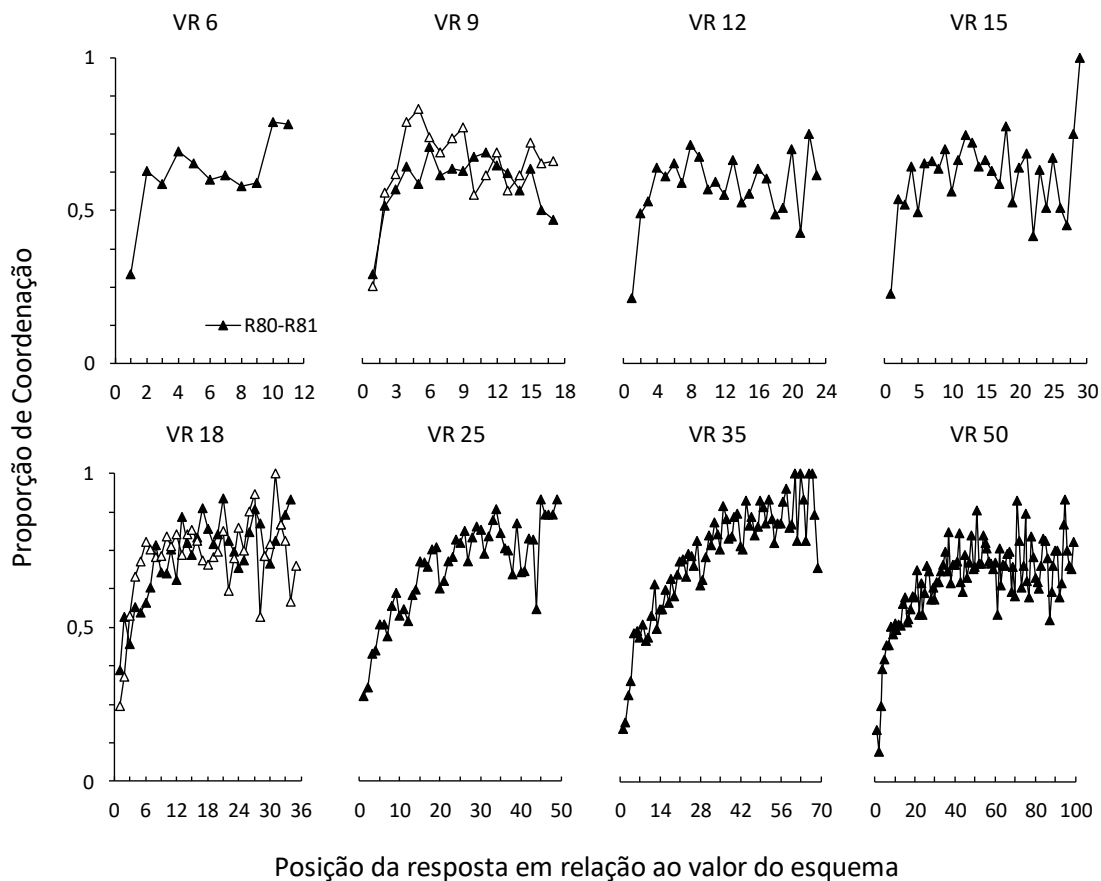 VR 6 VR 9 VR 12 VR 15
Proporção de Coordenação
1
0,5
0
R80-R81
0 2 4 6 8 10 12
0 3 6 9 12 15 18
0 4 8 12 16 20 24
0 10 20 30
VR 18 VR 25 VR 35 VR 50
1
0,5
0
0 6 12 18 24 30 36
0 10 20 30 40 50
0 14 28 42 56 70
0 20 40 60 80 100
Posição da resposta em relação ao valor do esquema